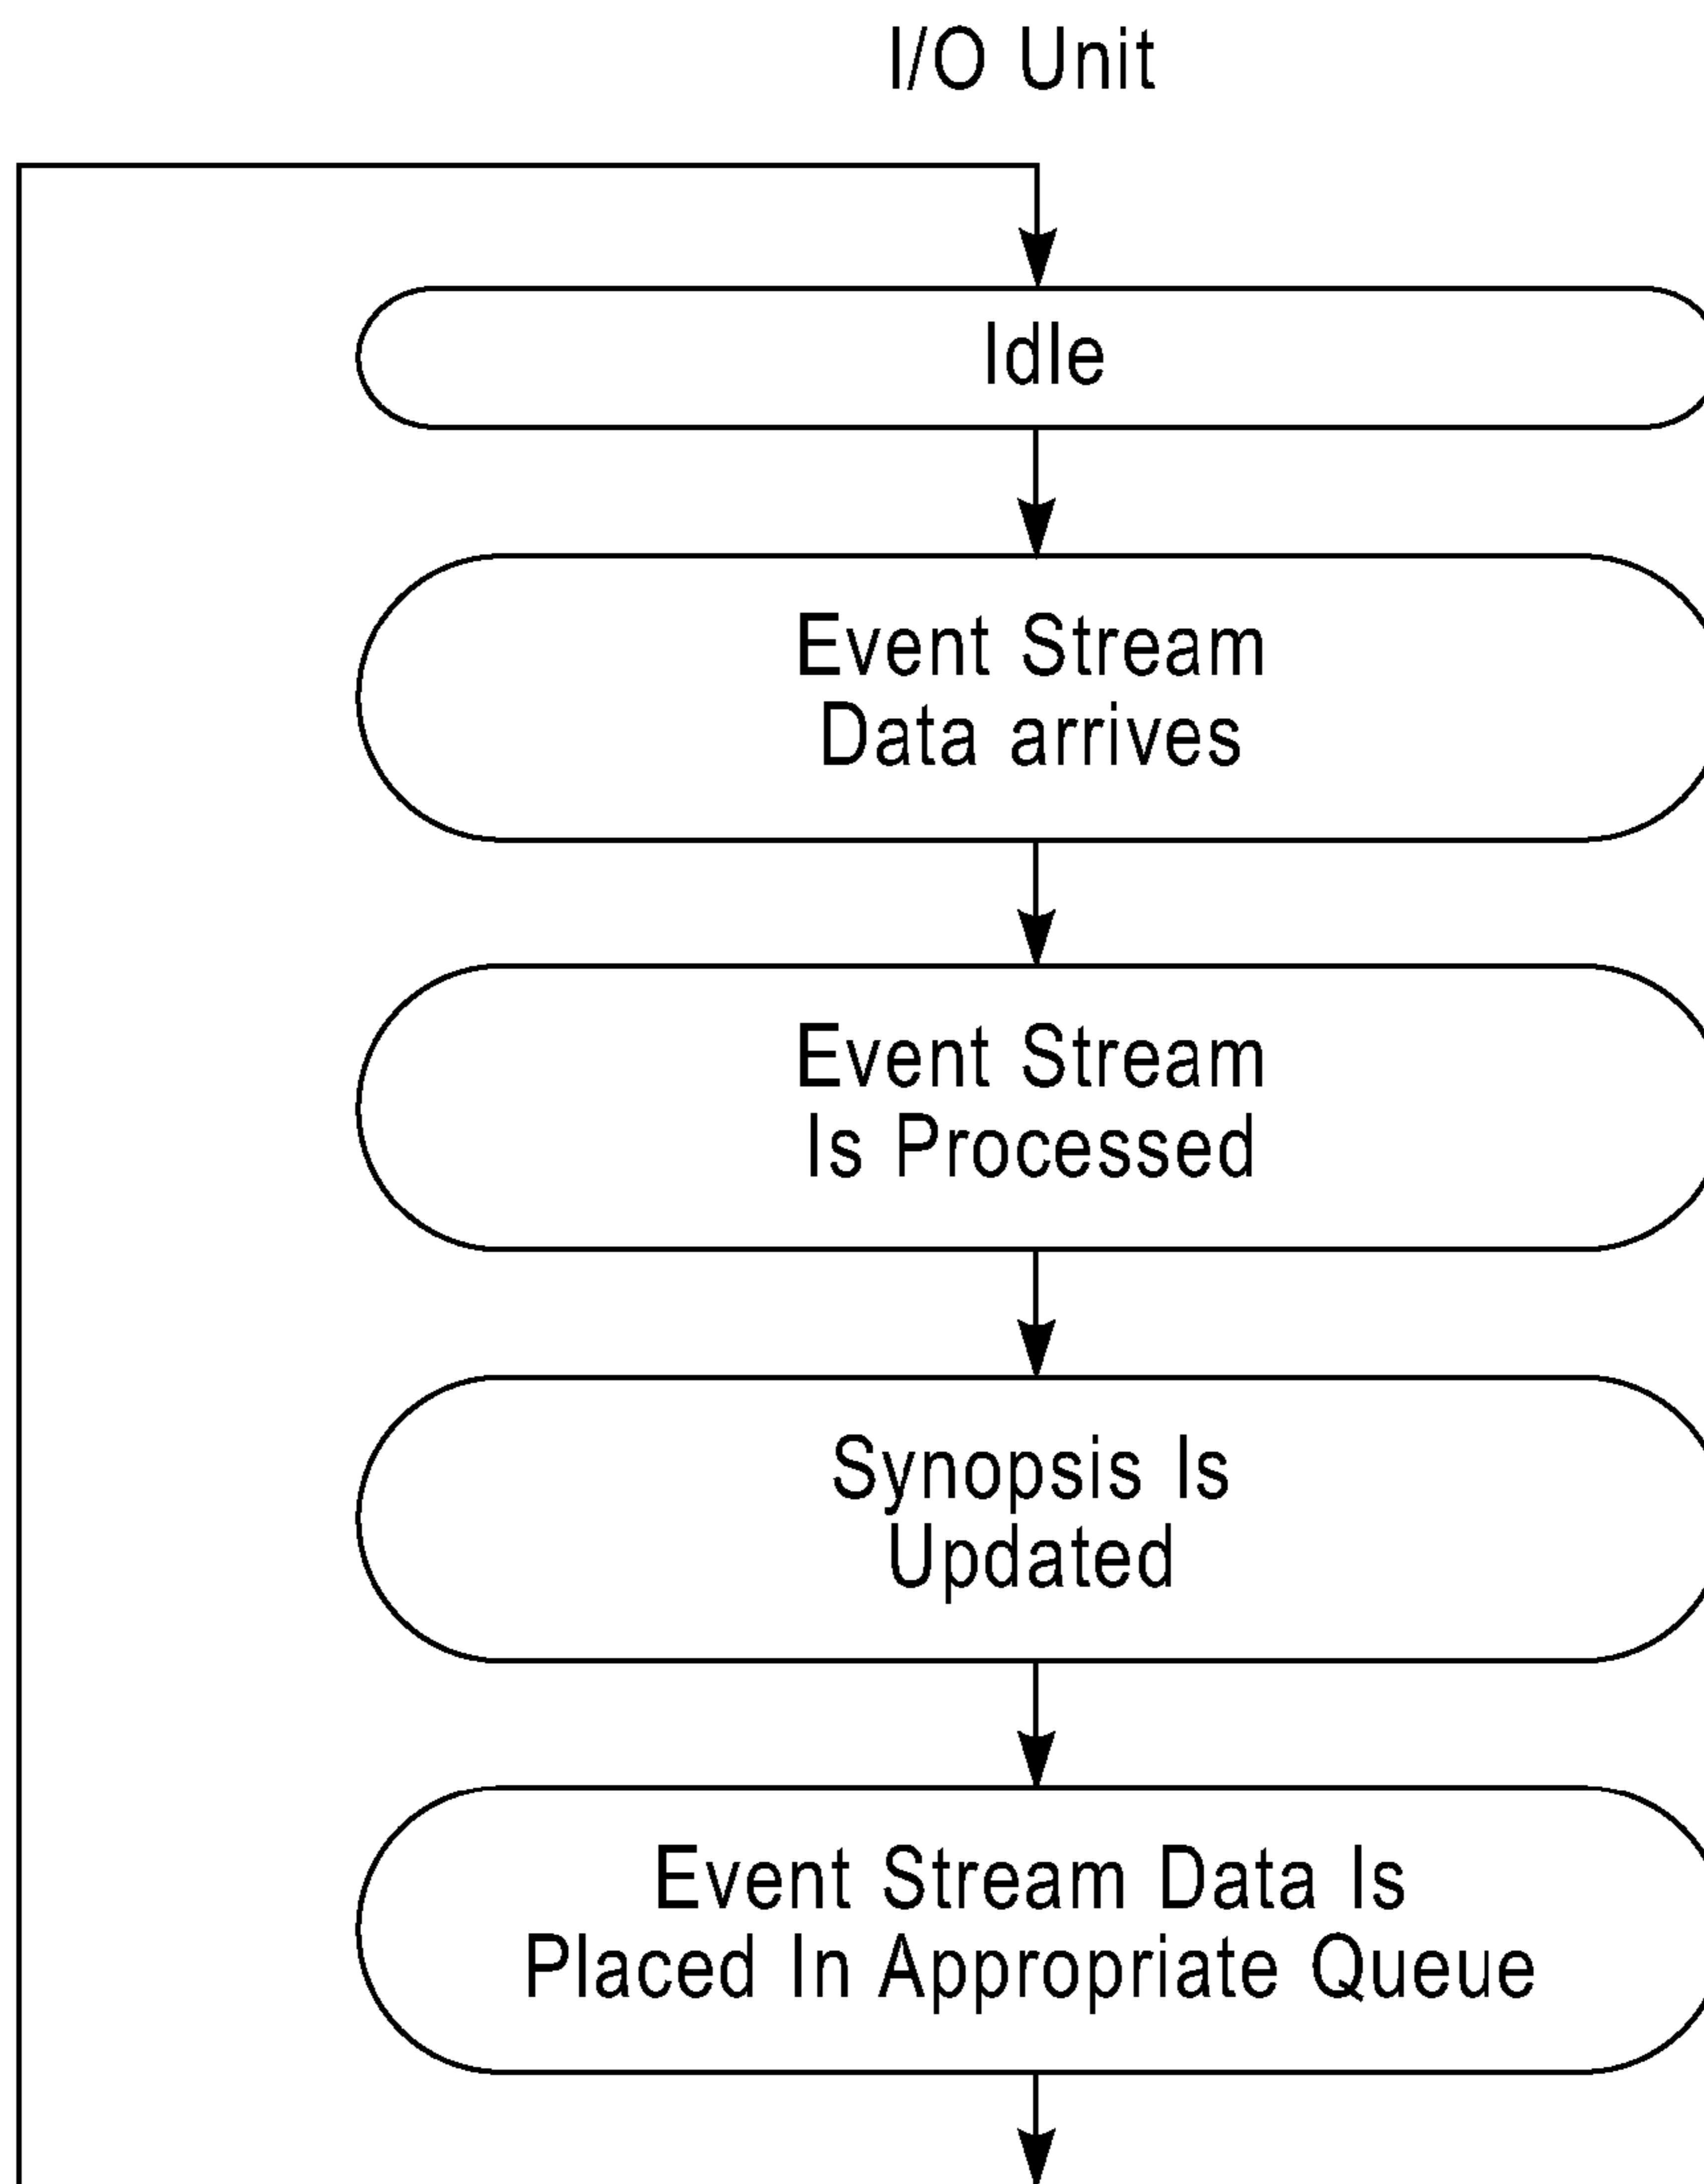 I/O Unit
Idle
Event Stream
Data arrives
Event Stream
Is Processed
Synopsis Is
Updated
Event Stream Data Is
Placed In Appropriate Queue